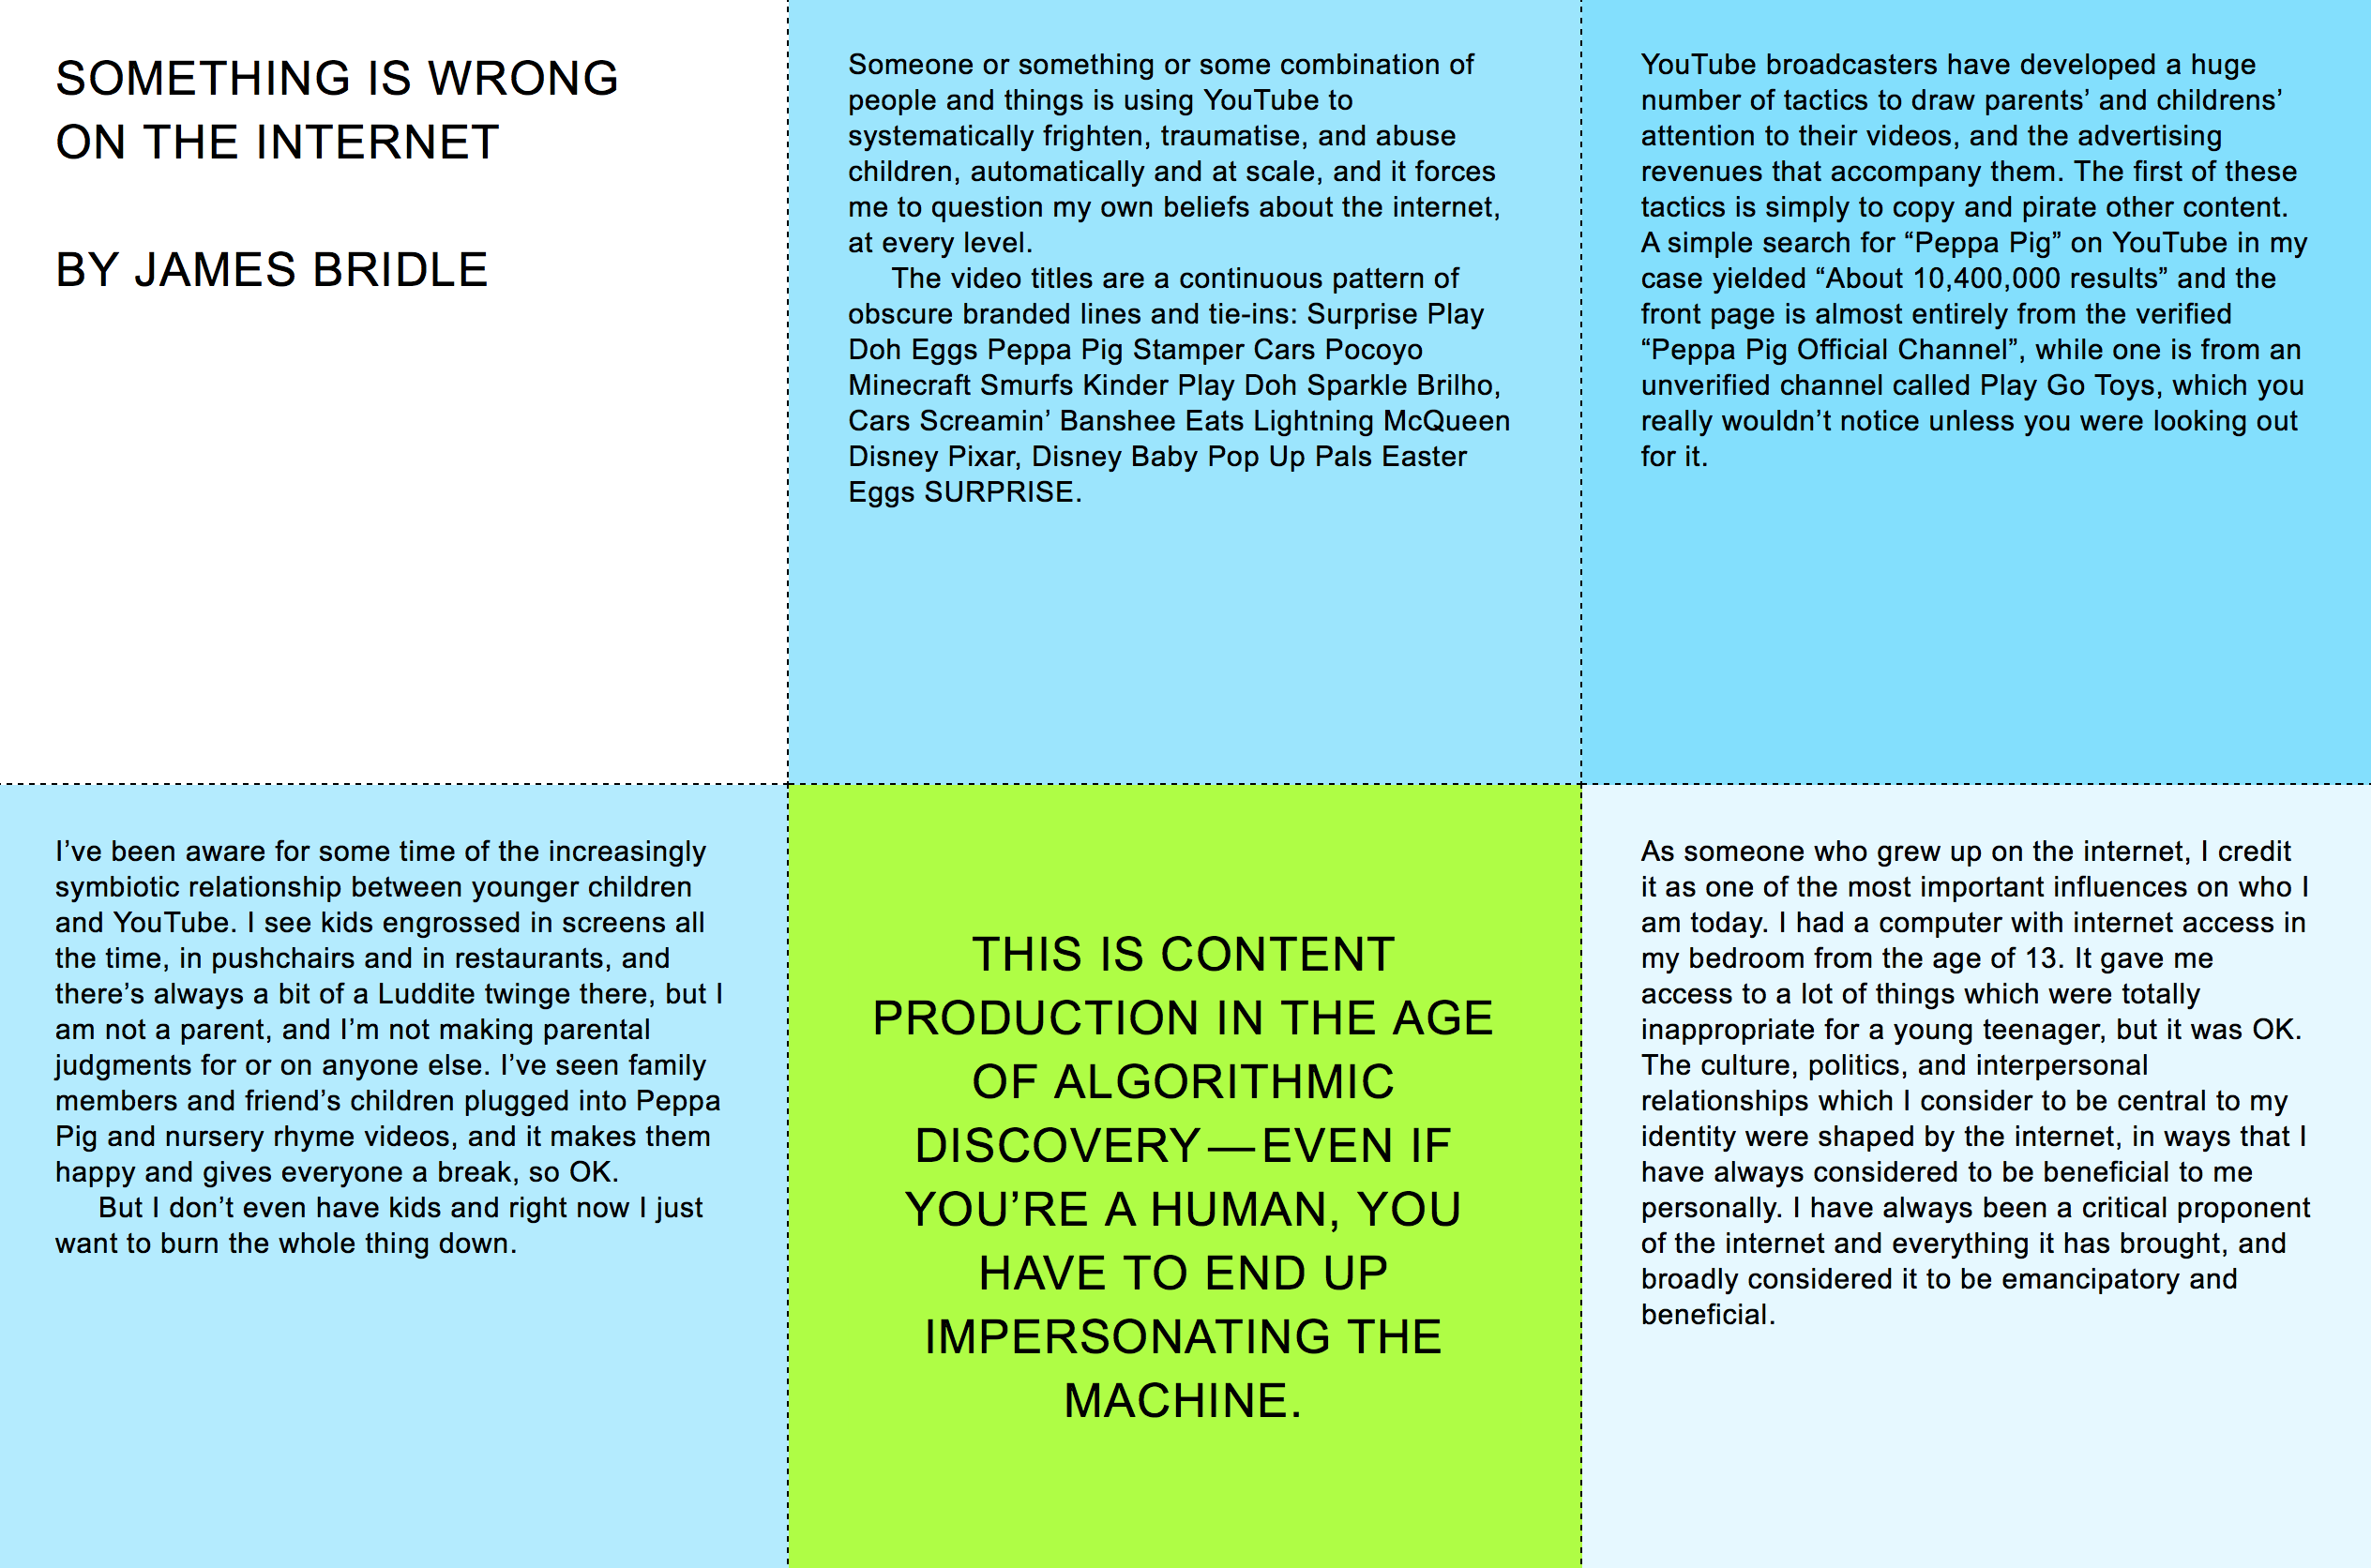 SOMETHING IS WRONG
ON THE INTERNET
BY JAMES BRIDLE
Someone or something or some combination of
people and things is using YouTube to
systematically frighten, traumatise, and abuse
children, automatically and at scale, and it forces
me to question my own beliefs about the internet,
at every level.
The video titles are a continuous pattern of
obscure branded lines and tie-ins: Surprise Play
Doh Eggs Peppa Pig Stamper Cars Pocoyo
Minecraft Smurfs Kinder Play Doh Sparkle Brilho,
Cars Screamin’ Banshee Eats Lightning McQueen
Disney Pixar, Disney Baby Pop Up Pals Easter
Eggs SURPRISE.
YouTube broadcasters have developed a huge
number of tactics to draw parents’ and childrens’
attention to their videos, and the advertising
revenues that accompany them. The first of these
tactics is simply to copy and pirate other content.
A simple search for “Peppa Pig” on YouTube in my
case yielded “About 10,400,000 results” and the
front page is almost entirely from the verified
“Peppa Pig Official Channel”, while one is from an
unverified channel called Play Go Toys, which you
really wouldn’t notice unless you were looking out
for it.
I’ve been aware for some time of the increasingly
symbiotic relationship between younger children
and YouTube. I see kids engrossed in screens all
the time, in pushchairs and in restaurants, and
there’s always a bit of a Luddite twinge there, but I
am not a parent, and I’m not making parental
judgments for or on anyone else. I’ve seen family
members and friend’s children plugged into Peppa
Pig and nursery rhyme videos, and it makes them
happy and gives everyone a break, so OK.
But I don’t even have kids and right now I just
want to burn the whole thing down.
THIS IS CONTENT
PRODUCTION IN THE AGE
OF ALGORITHMIC
DISCOVERY — EVEN IF
YOU’RE A HUMAN, YOU
HAVE TO END UP
IMPERSONATING THE
MACHINE.
As someone who grew up on the internet, I credit
it as one of the most important influences on who I
am today. I had a computer with internet access in
my bedroom from the age of 13. It gave me
access to a lot of things which were totally
inappropriate for a young teenager, but it was OK.
The culture, politics, and interpersonal
relationships which I consider to be central to my
identity were shaped by the internet, in ways that I
have always considered to be beneficial to me
personally. I have always been a critical proponent
of the internet and everything it has brought, and
broadly considered it to be emancipatory and
beneficial.